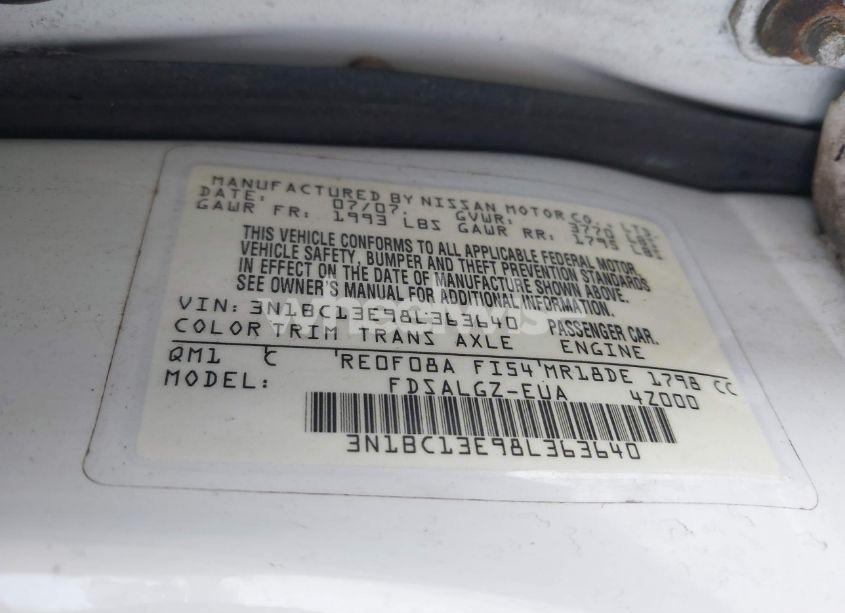 MANUFACTURED BY NISSAN MOTOR CO. LTD.
DATE: 07/07. GVWR: 3770 LBS
GAWR FR: 1993 LBS GAWR RR: 1795 LBS
THIS VEHICLE CONFORMS TO ALL APPLICABLE FEDERAL MOTOR
VEHICLE SAFETY, BUMPER AND THEFT PREVENTION STANDARDS
IN EFFECT ON THE DATE OF MANUFACTURE SHOWN ABOVE.
SEE OWNER'S MANUAL FOR ADDITIONAL INFORMATION.
VIN: 3N1BC13E98L363640 PASSENGER CAR.
COLOR TRIM TRANS AXLE ENGINE
QM1 C RE0F08A FI54 MR18DE 1798 CC
MODEL: FDSALGZ-EUA 4Z000
3N1BC13E98L363640